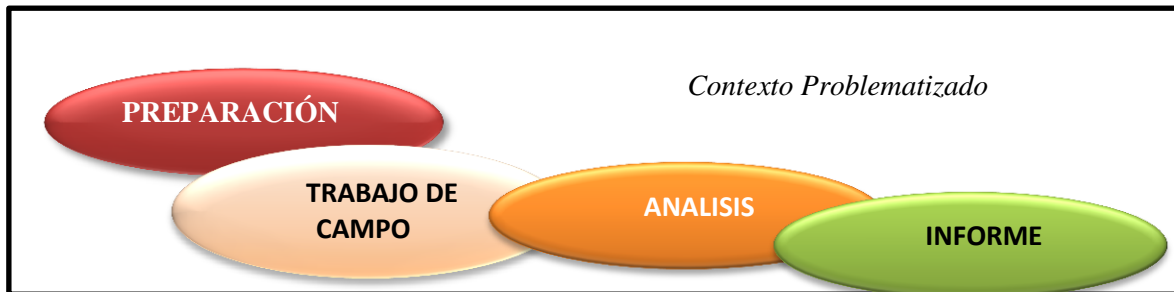 Contexto Problematizado
PREPARACIÓN
TRABAJO DE
CAMPO
ANALISIS
INFORME